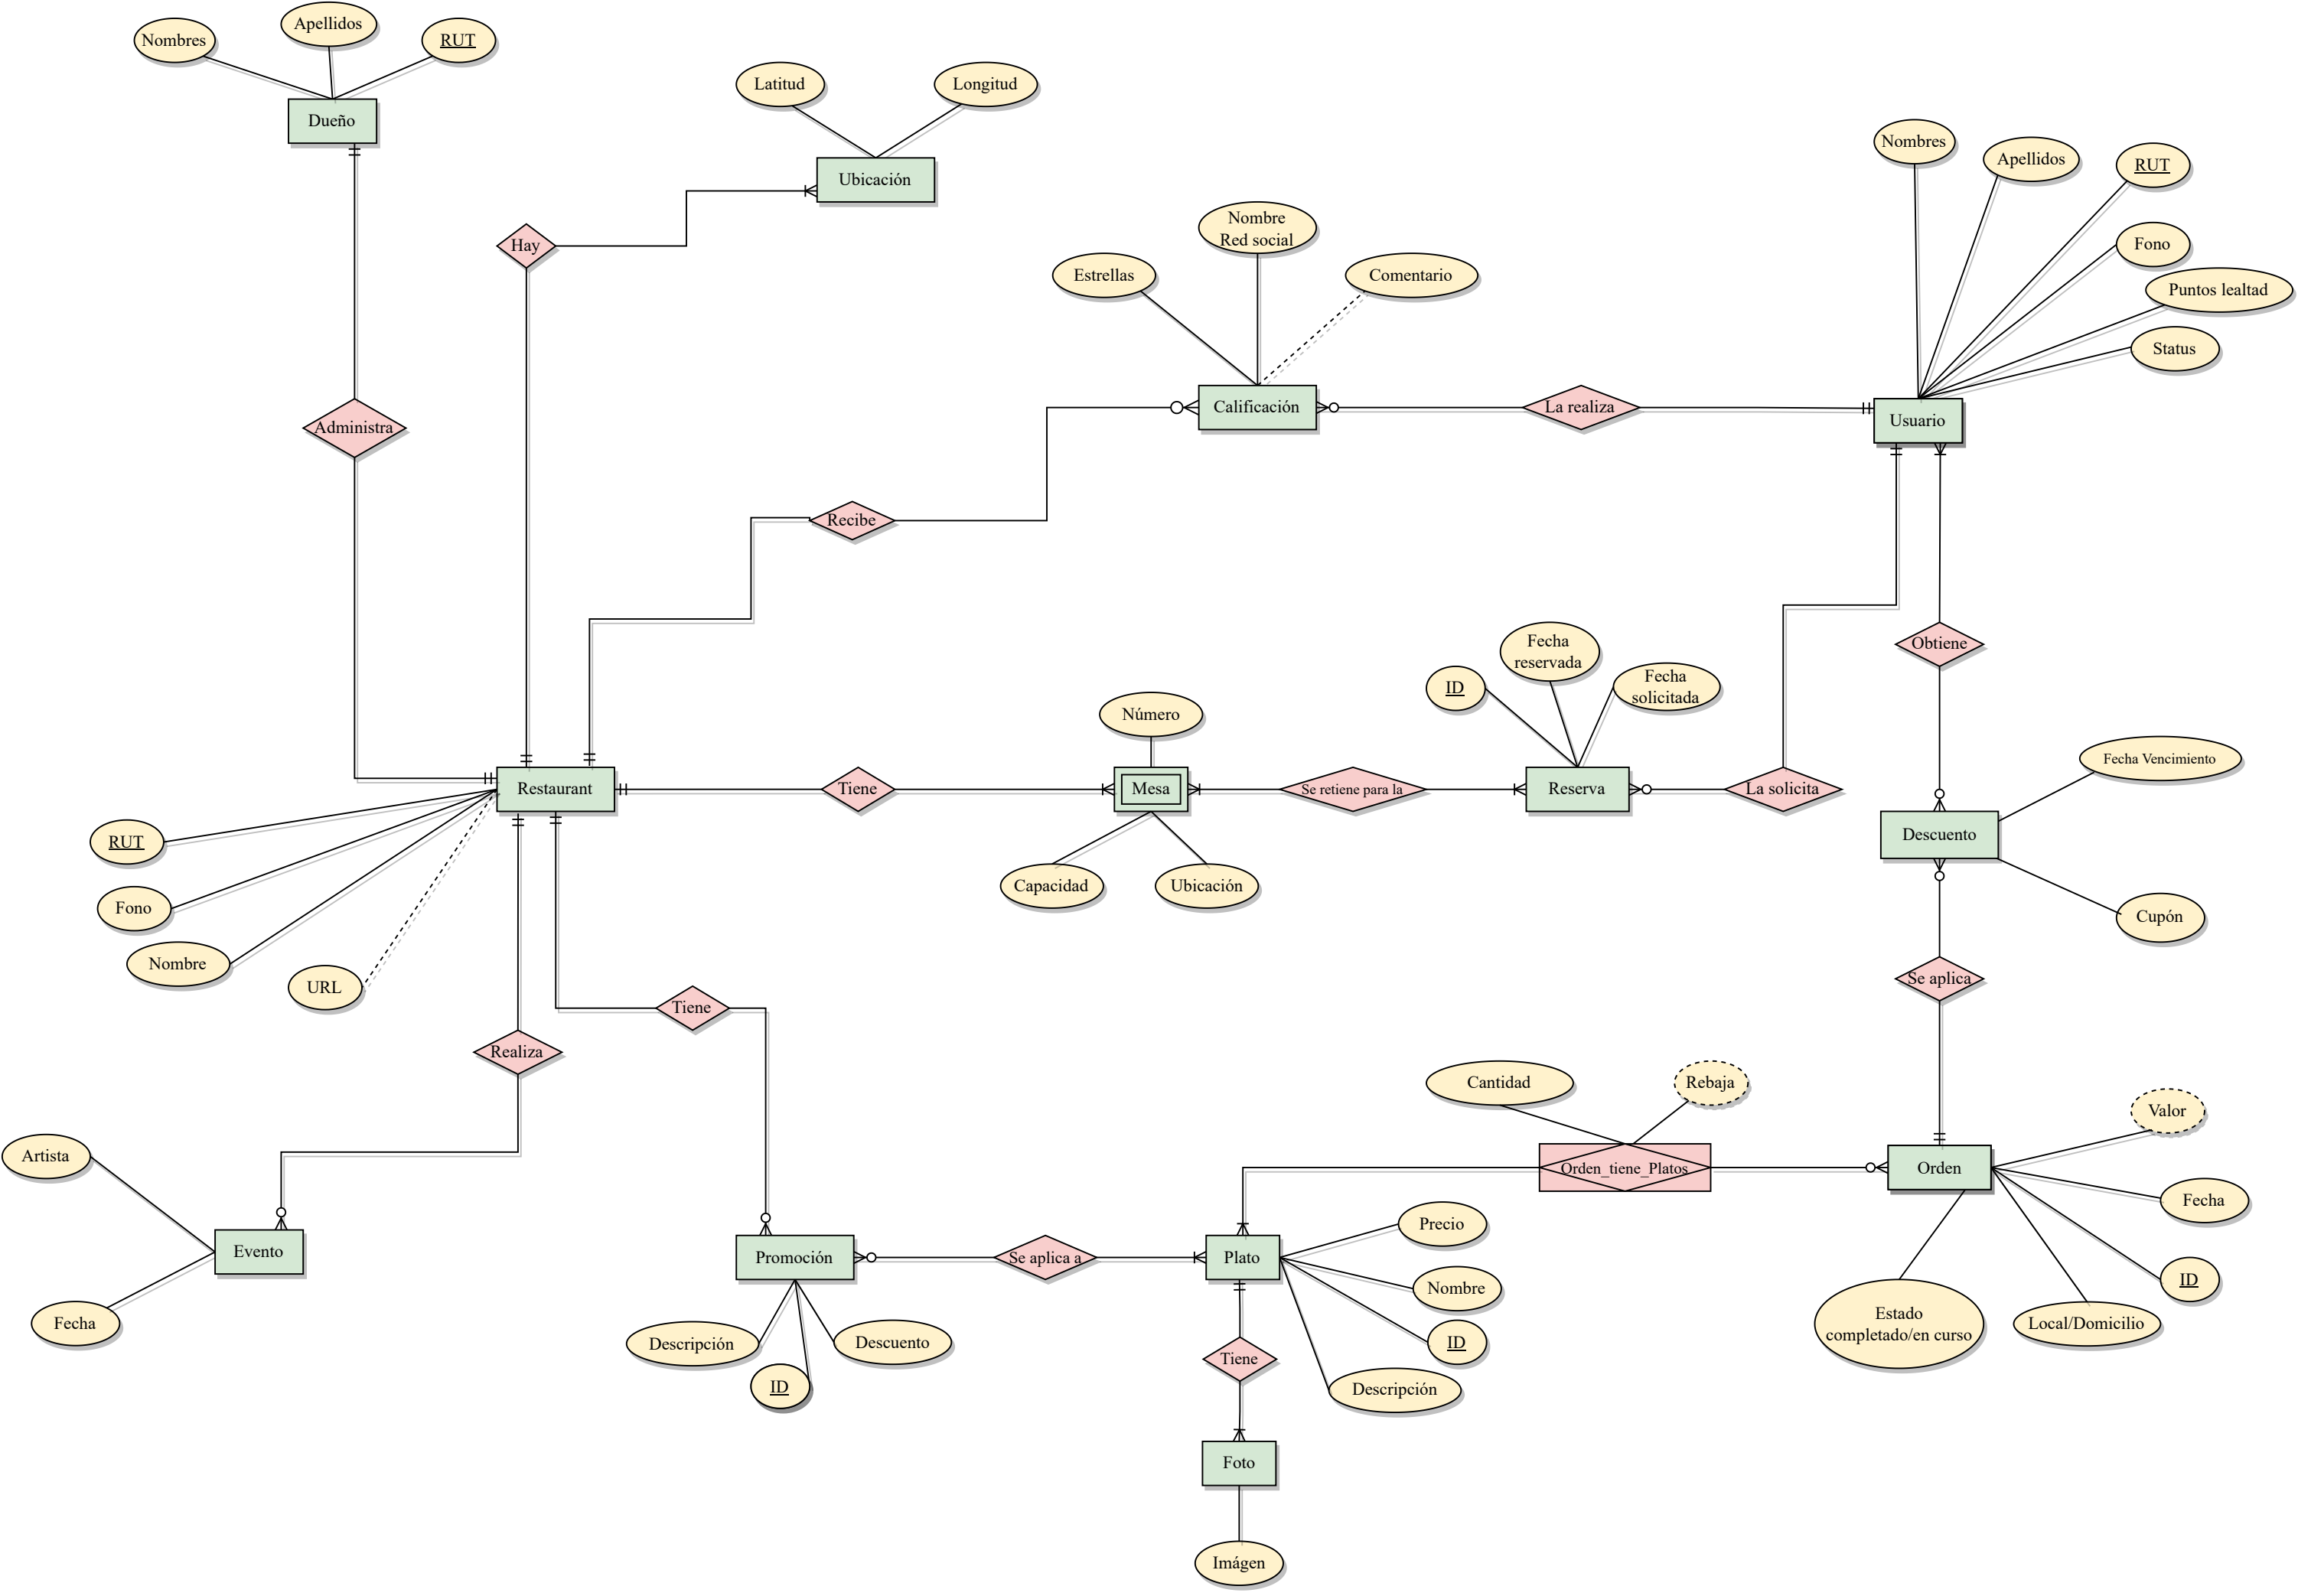 Nombres
Apellidos
RUT
Dueño
Latitud
Longitud
Ubicación
Hay
Administra
Estrellas
Nombre
Red social
Comentario
Calificación
La realiza
Nombres
Apellidos
RUT
Fono
Puntos lealtad
Status
Usuario
Recibe
Obtiene
Restaurant
RUT
Fono
Nombre
URL
Tiene
Número
Mesa
Capacidad
Ubicación
Se retiene para la
ID
Fecha
reservada
Fecha
solicitada
Reserva
La solicita
Fecha Vencimiento
Descuento
Cupón
Se aplica
Realiza
Tiene
Artista
Evento
Fecha
Promoción
Descripción
ID
Descuento
Se aplica a
Cantidad
Rebaja
Orden_tiene_Platos
Plato
Precio
Nombre
ID
Descripción
Tiene
Foto
Imágen
Orden
Valor
Fecha
ID
Local/Domicilio
Estado
completado/en curso